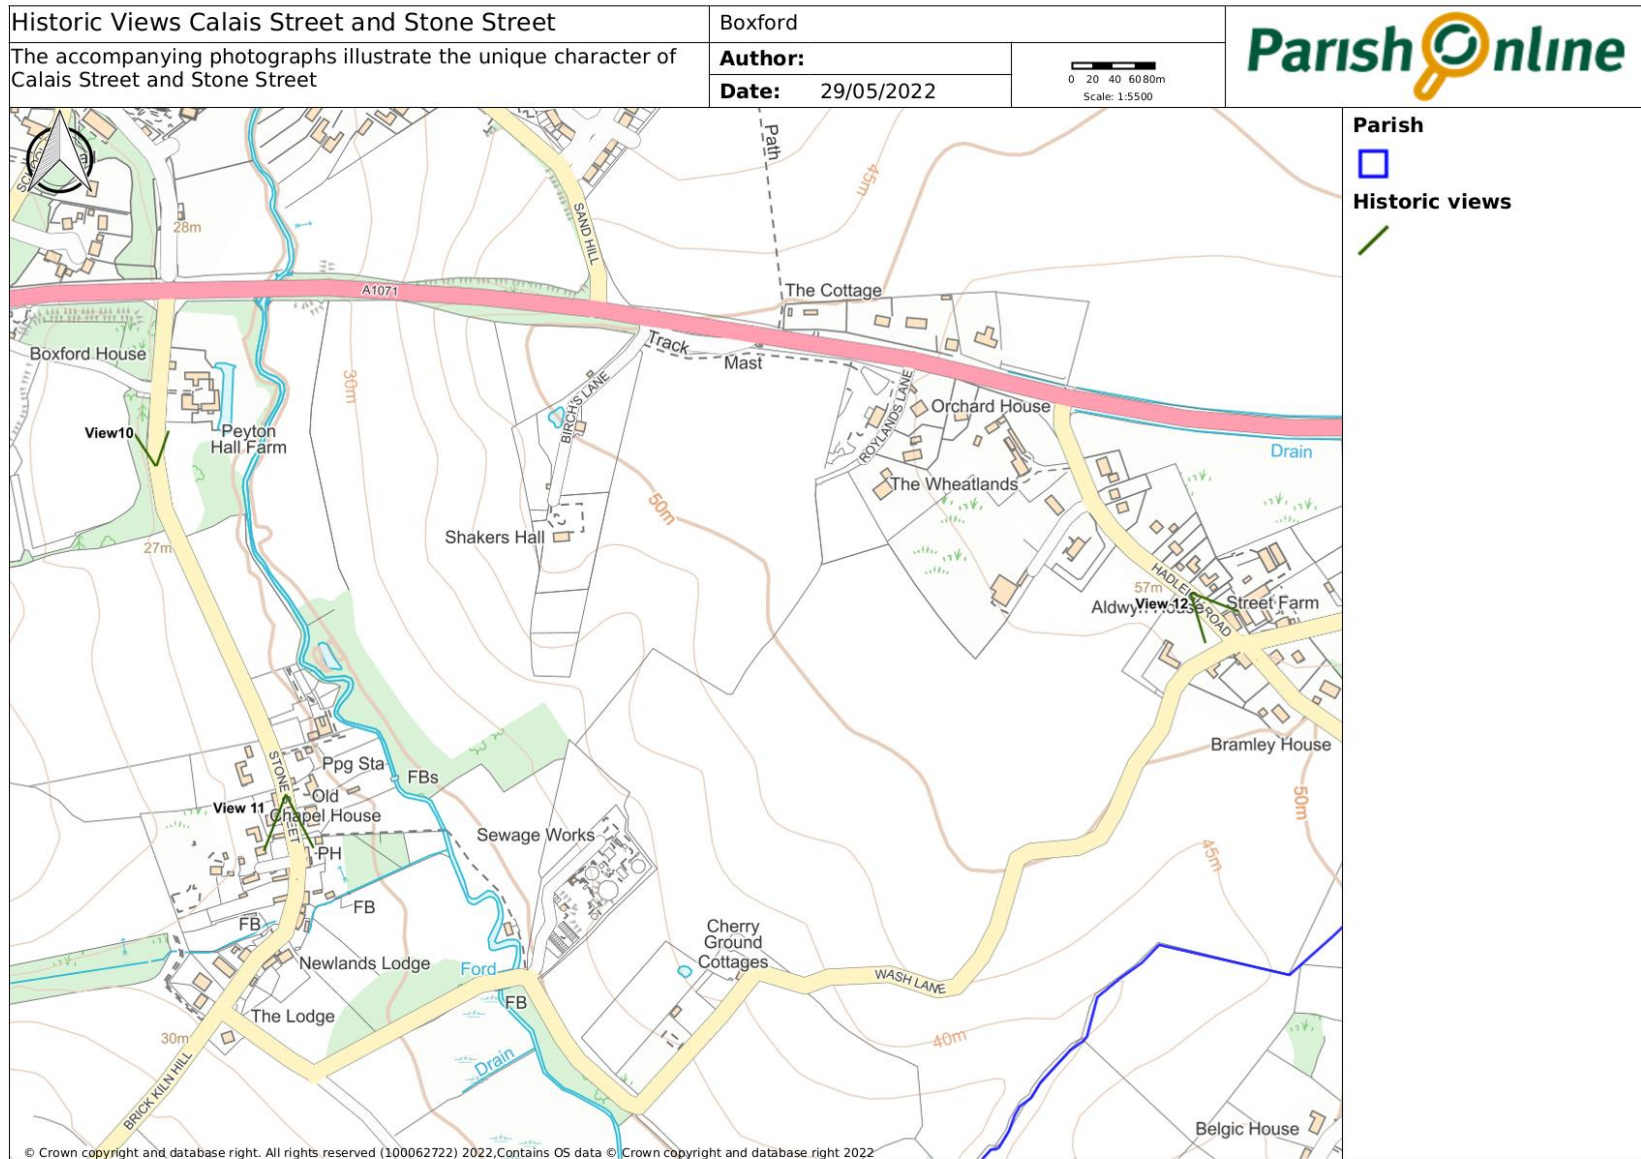 Historic Views Calais Street and Stone Street
The accompanying photographs illustrate the unique character of
Calais Street and Stone Street
Boxford
Author:
Date: 29/05/2022
0 20 40 60 80m
Scale: 1:5500
Parish Online
Parish
Historic views
Path
45m
28m
SAND HILL
A1071
The Cottage
Boxford House
Track
Mast
30m
BIRCH'S LANE
ROYLANDS LANE
Orchard House
View10
Peyton
Hall Farm
Drain
The Wheatlands
50m
Shakers Hall
27m
57m
ROAD
View 12
Street Farm
Bramley House
STONE
Ppg Sta
FBs
50m
View 11
Old
Chapel House
Sewage Works
PH
45m
FB
FB
Cherry
Ground
Cottages
Newlands Lodge
Ford
WASH LANE
FB
The Lodge
30m
40m
Drain
BRICK KILN HILL
Belgic House
© Crown copyright and database right. All rights reserved (100062722) 2022,Contains OS data © Crown copyright and database right 2022